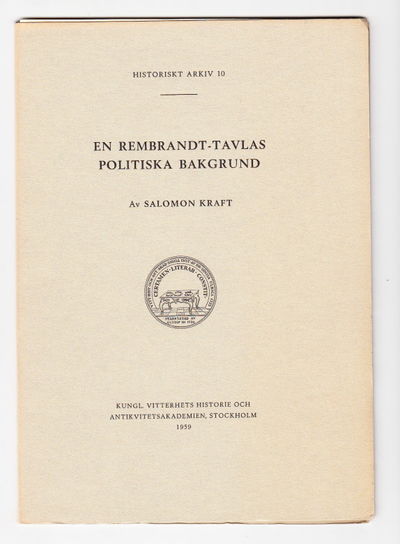 HISTORISKT ARKIV 10
EN REMBRANDT-TAVLAS
POLITISKA BAKGRUND
Av SALOMON KRAFT
CERTAMEN·LITERAR·CONSTIT·
KUNGL. VITTERHETS HISTORIE OCH
ANTIKVITETSAKADEMIEN, STOCKHOLM
1959